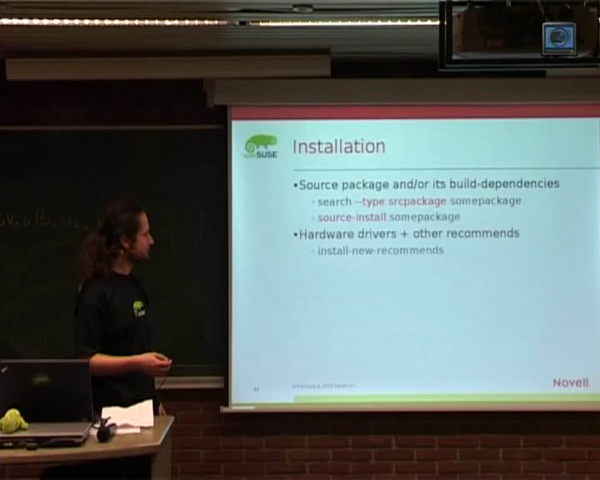 Installation
openSUSE
•Source package and/or its build-dependencies
- search --type srcpackage somepackage
- source-install somepackage
•Hardware drivers + other recommends
- install-new-recommends
Novell